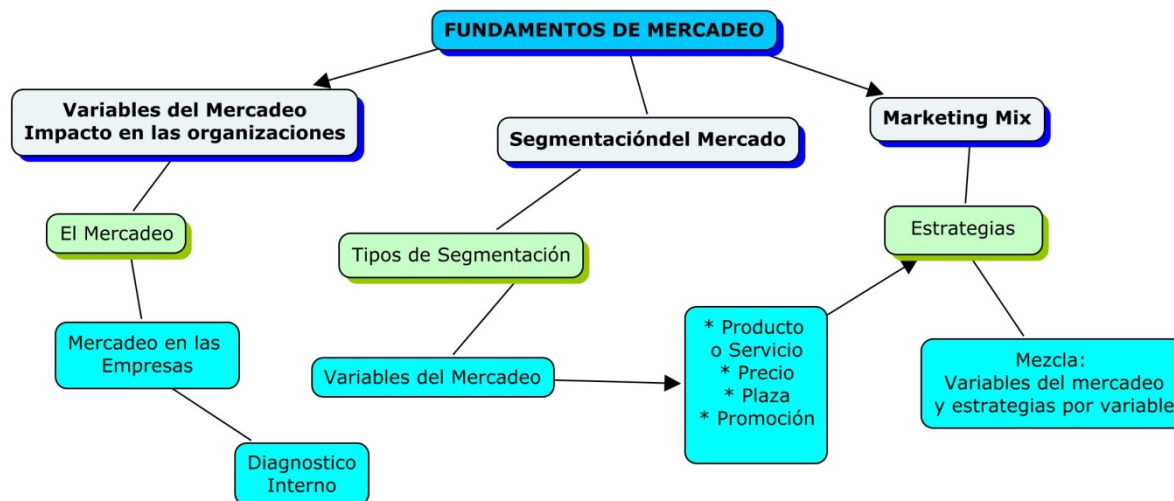 FUNDAMENTOS DE MERCADEO
Variables del Mercadeo
Impacto en las organizaciones
Segmentacióndel Mercado
Marketing Mix
El Mercadeo
Tipos de Segmentación
Estrategias
Mercadeo en las
Empresas
Variables del Mercadeo
* Producto
o Servicio
* Precio
* Plaza
* Promoción
Mezcla:
Variables del mercadeo
y estrategias por variable
Diagnostico
Interno